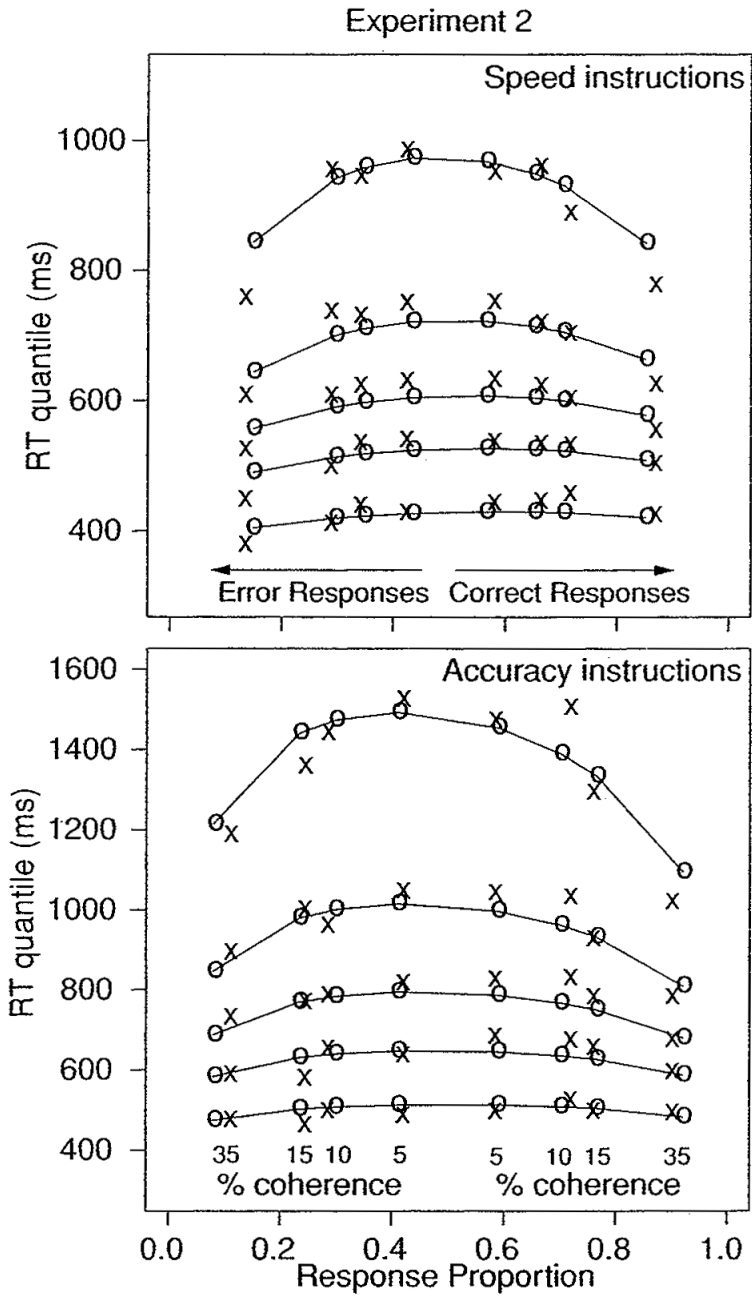 Experiment 2
Speed instructions
RT quantile (ms)
1000
800
600
400
Error Responses Correct Responses
Accuracy instructions
RT quantile (ms)
1600
1400
1200
1000
800
600
400
35 15 10 5 5 10 15 35
% coherence % coherence
0.0 0.2 0.4 0.6 0.8 1.0
Response Proportion